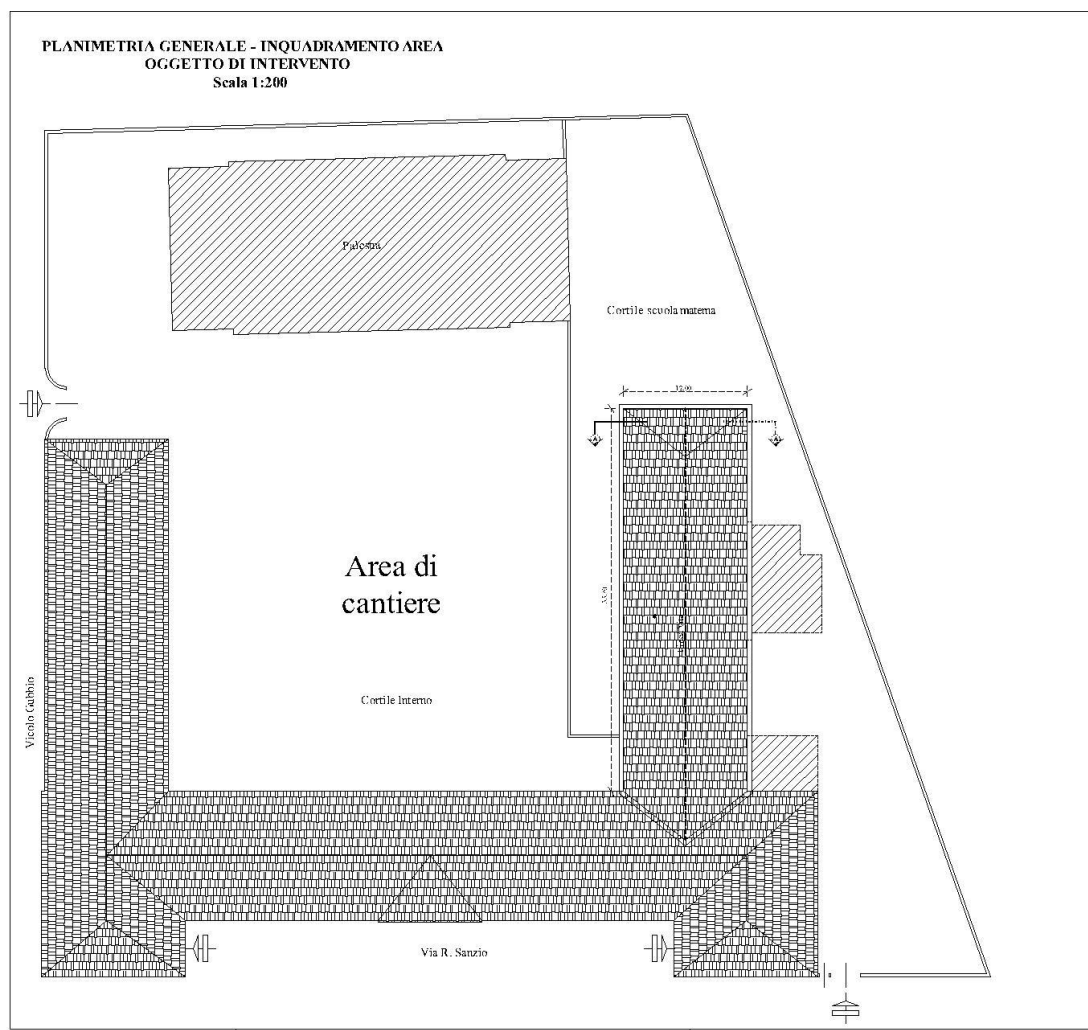 PLANIMETRIA GENERALE - INQUADRAMENTO AREA
OGGETTO DI INTERVENTO
Scala 1:200
Palestra
Cortile scuola materna
A
A
Area di
cantiere
Cortile Interno
Vicolo Gubbio
Via R. Sanzio